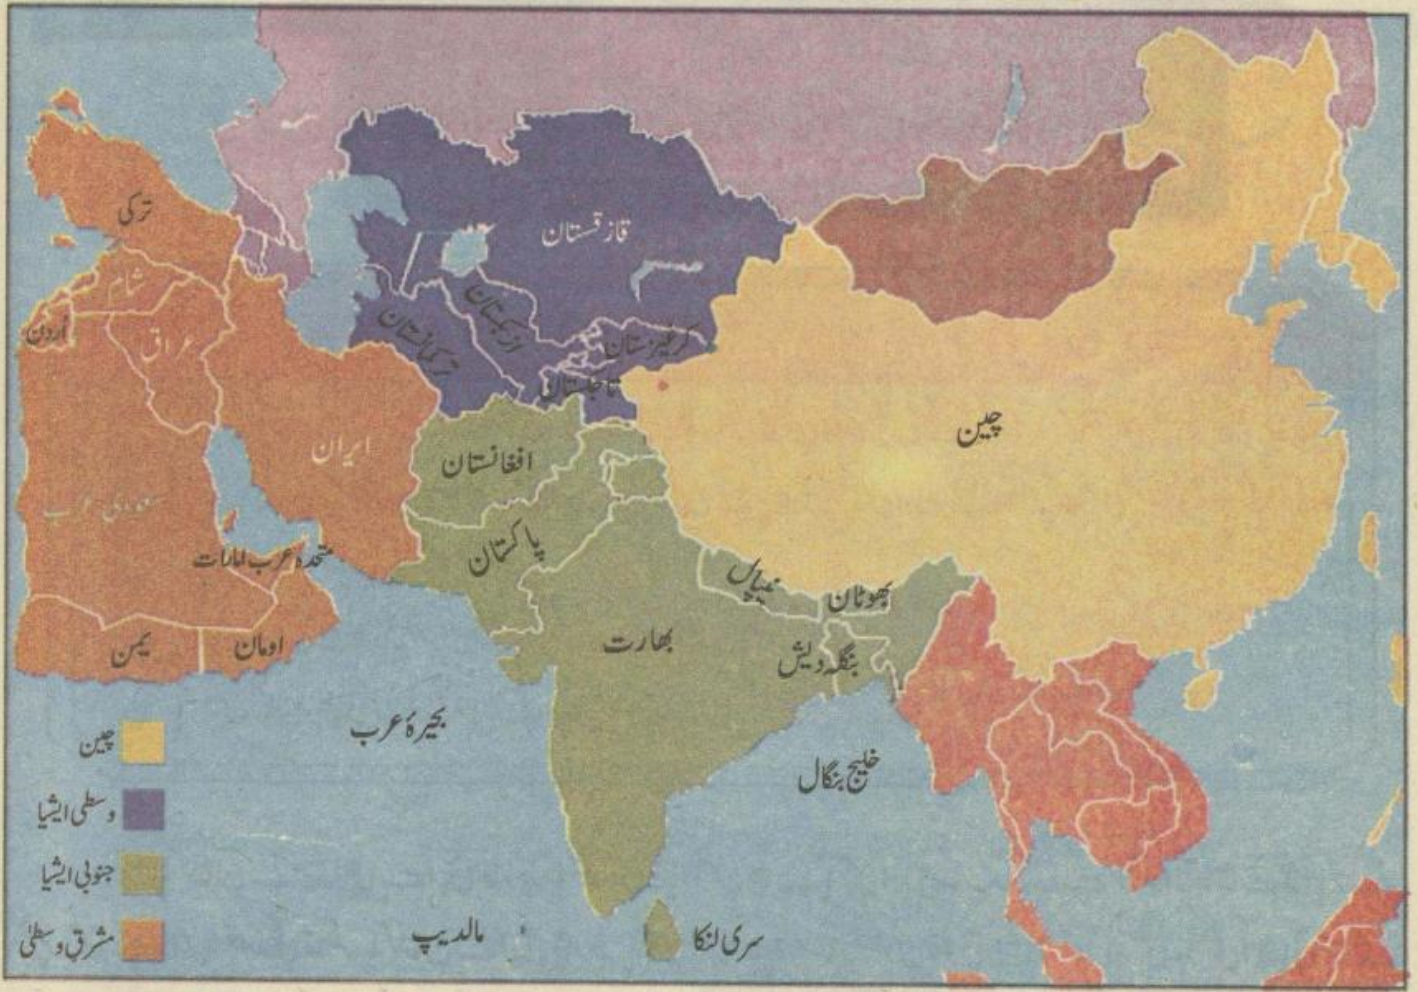 ترکی
قازقستان
شام
اردن
عراق
ازبکستان
ترکمانستان
کرغیزستان
تاجکستان
چین
ایران
افغانستان
سعودی عرب
پاکستان
متحدہ عرب امارات
نیپال
بھوٹان
یمن
اومان
بھارت
بنگلہ دیش
بحیرۂ عرب
خلیج بنگال
چین
وسطی ایشیا
جنوبی ایشیا
مشرق وسطیٰ
مالدیپ
سری لنکا